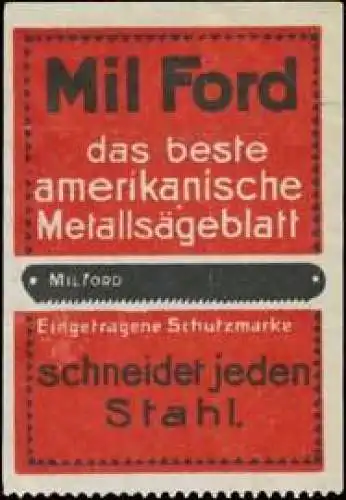 Mil Ford
das beste
amerikanische
Metallsägeblatt
MILFORD
Eingetragene Schutzmarke
schneidet jeden
Stahl.